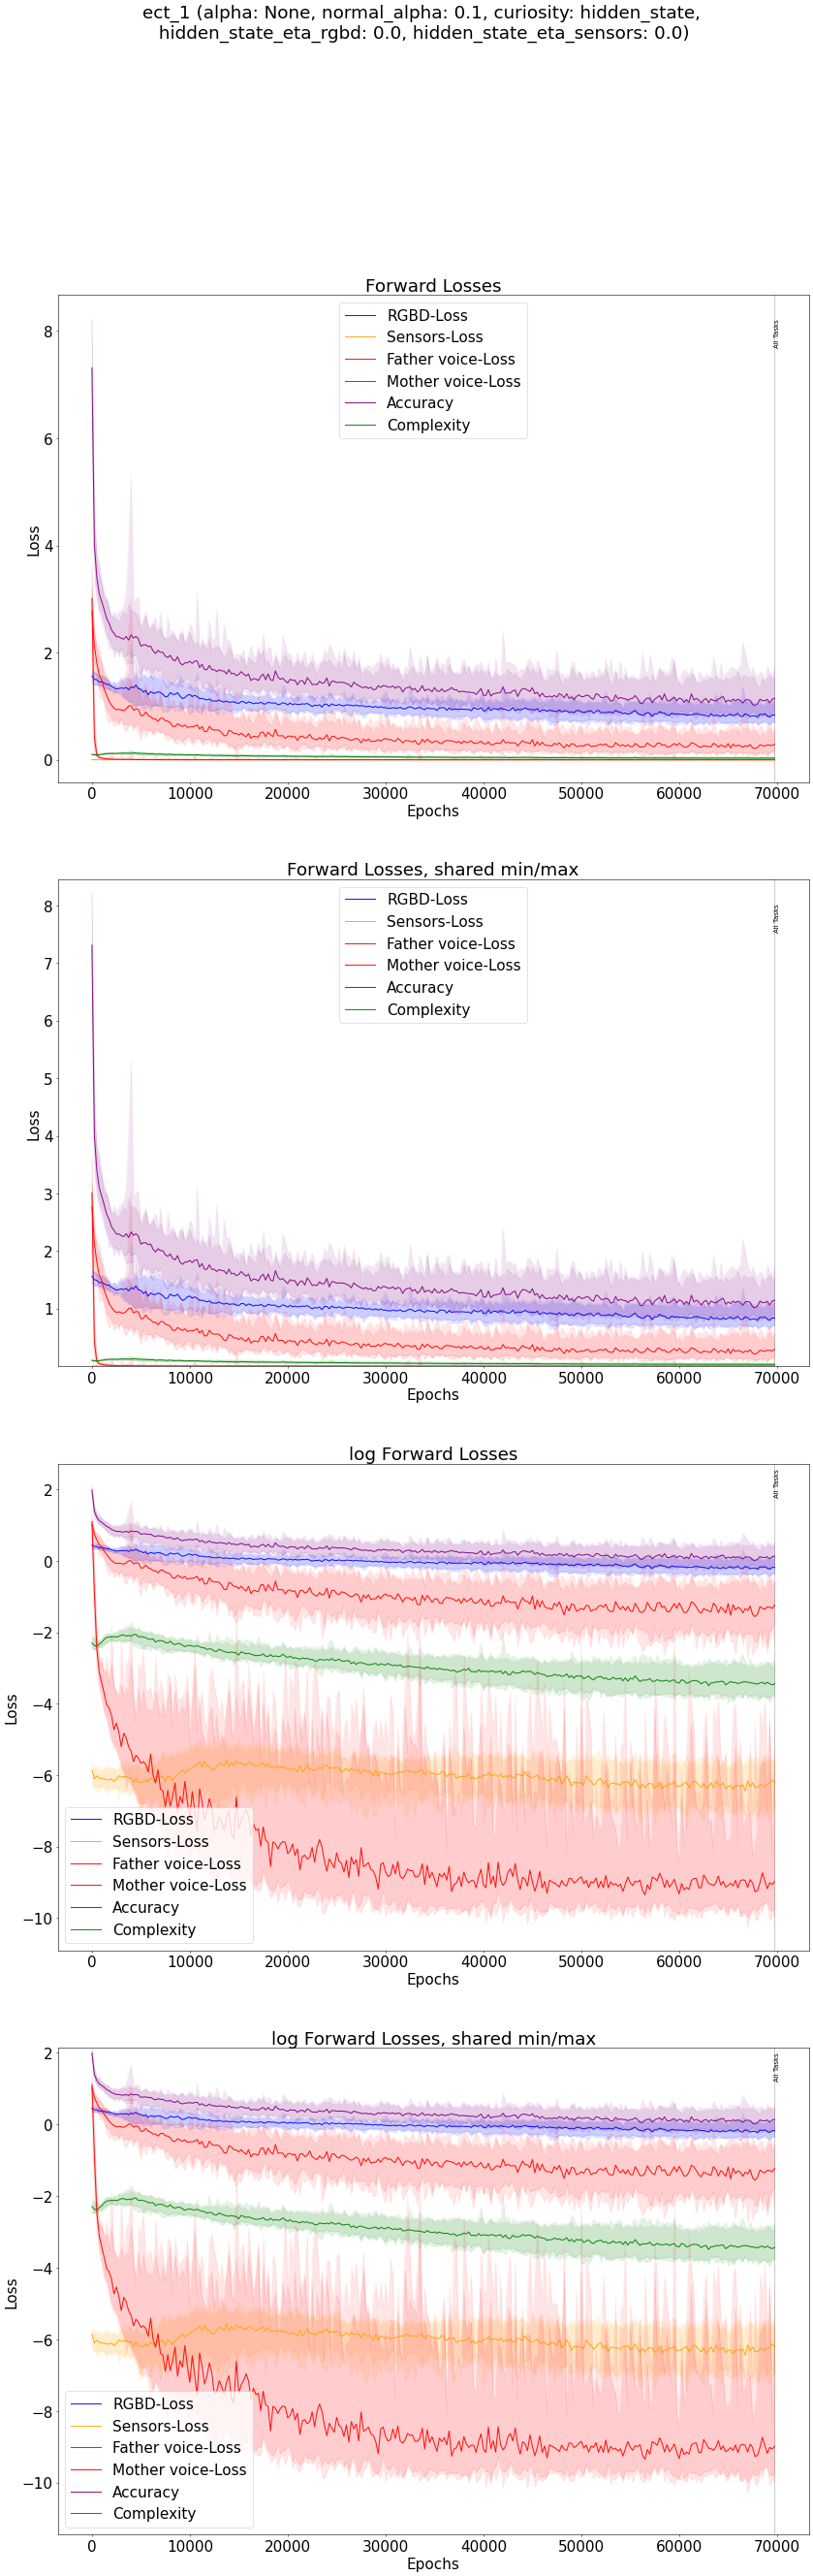 ect_1 (alpha: None, normal_alpha: 0.1, curiosity: hidden_state,
hidden_state_eta_rgbd: 0.0, hidden_state_eta_sensors: 0.0)
Forward Losses
RGBD-Loss
Sensors-Loss
Father voice-Loss
Mother voice-Loss
Accuracy
Complexity
All Tasks
8
6
4
2
0
Loss
0 10000 20000 30000 40000 50000 60000 70000
Epochs
Forward Losses, shared min/max
RGBD-Loss
Sensors-Loss
Father voice-Loss
Mother voice-Loss
Accuracy
Complexity
All Tasks
8
7
6
5
4
3
2
1
Loss
0 10000 20000 30000 40000 50000 60000 70000
Epochs
log Forward Losses
All Tasks
2
0
−2
−4
−6
−8
−10
Loss
RGBD-Loss
Sensors-Loss
Father voice-Loss
Mother voice-Loss
Accuracy
Complexity
0 10000 20000 30000 40000 50000 60000 70000
Epochs
log Forward Losses, shared min/max
All Tasks
2
0
−2
−4
−6
−8
−10
Loss
RGBD-Loss
Sensors-Loss
Father voice-Loss
Mother voice-Loss
Accuracy
Complexity
0 10000 20000 30000 40000 50000 60000 70000
Epochs